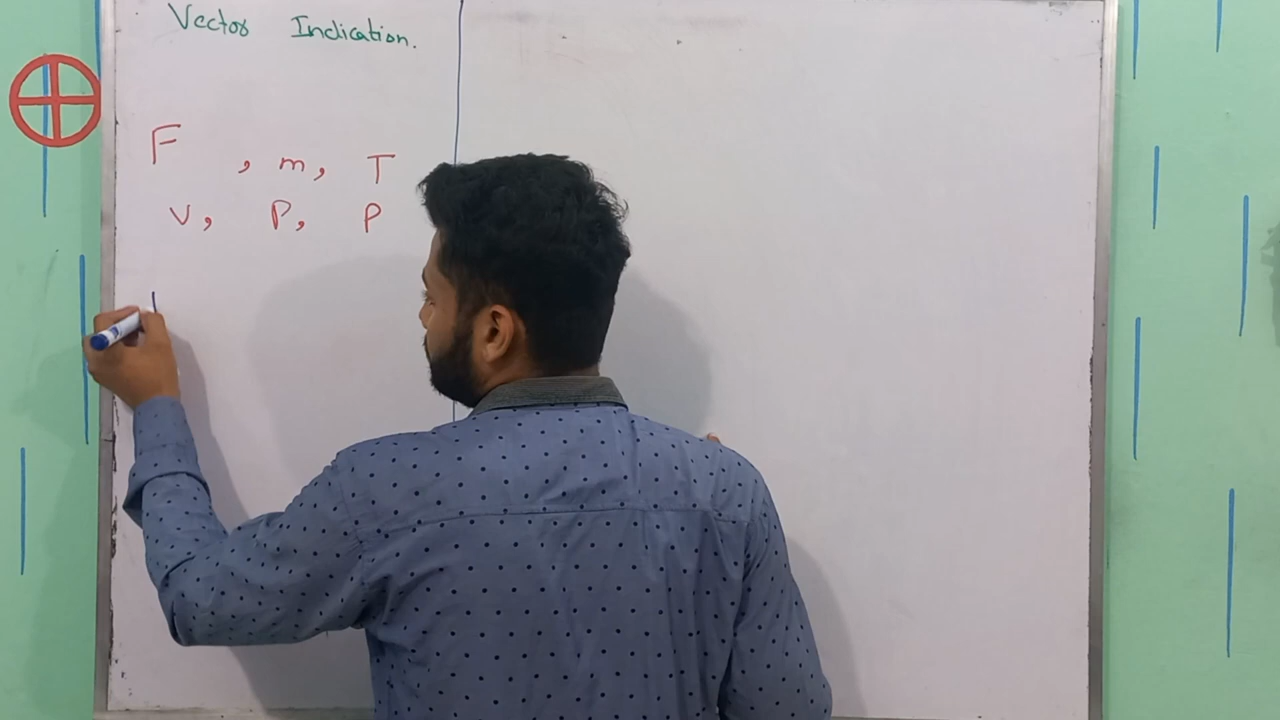 Vector Indication.
F , m, T
v, P, P